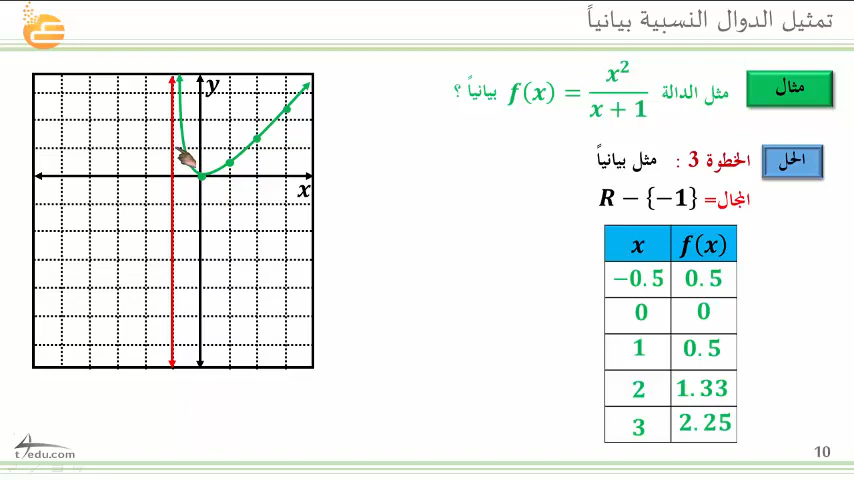 تمثيل الدوال النسبية بيانياً
مثال
مثل الدالة f(x) = x²/(x + 1) بيانياً ؟
الحل
الخطوة 3 : مثل بيانياً
المجال= R − {−1}
x f(x)
−0.5 0.5
0 0
1 0.5
2 1.33
3 2.25
y
x
t4edu.com
10